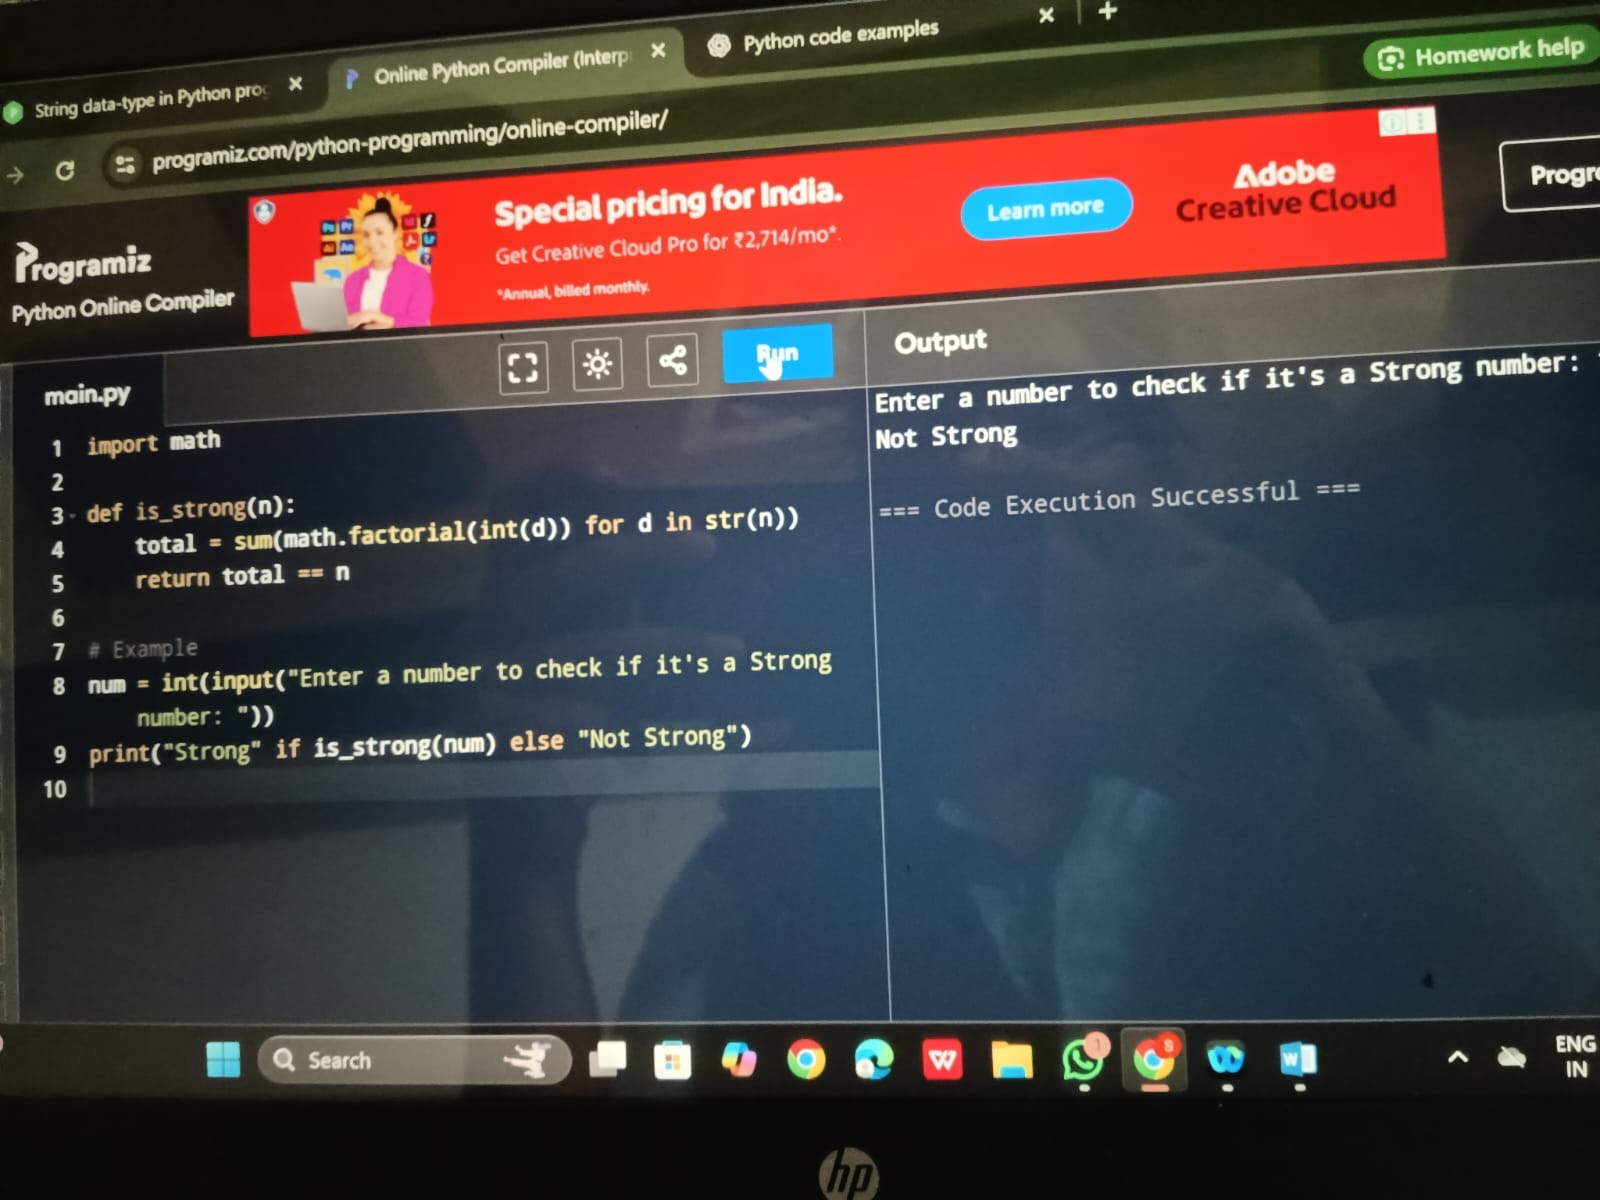 String data-type in Python prog
Online Python Compiler (Interp
Python code examples
programiz.com/python-programming/online-compiler/
Homework help
Programiz
Python Online Compiler
Special pricing for India.
Get Creative Cloud Pro for ₹2,714/mo*.
*Annual, billed monthly.
Learn more
Adobe
Creative Cloud
Progr
main.py
Run
1 import math
2
3 def is_strong(n):
4 total = sum(math.factorial(int(d)) for d in str(n))
5 return total == n
6
7 # Example
8 num = int(input("Enter a number to check if it's a Strong
number: "))
9 print("Strong" if is_strong(num) else "Not Strong")
10
Output
Enter a number to check if it's a Strong number:
Not Strong
=== Code Execution Successful ===
Search
1
S
W
ENG
IN
hp